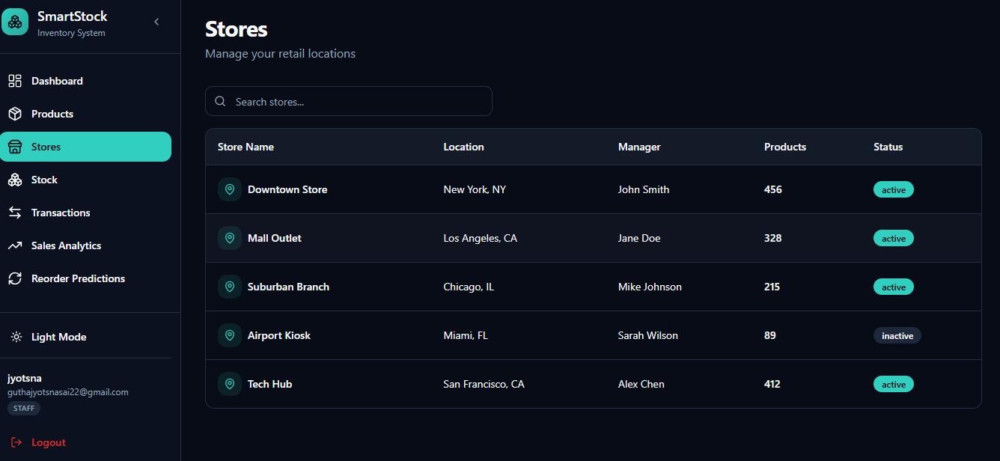 SmartStock
Inventory System
Dashboard
Products
Stores
Stock
Transactions
Sales Analytics
Reorder Predictions
Light Mode
jyotsna
guthajyotsnasai22@gmail.com
STAFF
Logout
Stores
Manage your retail locations
Search stores...
Store Name Location Manager Products Status
Downtown Store New York, NY John Smith 456 active
Mall Outlet Los Angeles, CA Jane Doe 328 active
Suburban Branch Chicago, IL Mike Johnson 215 active
Airport Kiosk Miami, FL Sarah Wilson 89 inactive
Tech Hub San Francisco, CA Alex Chen 412 active